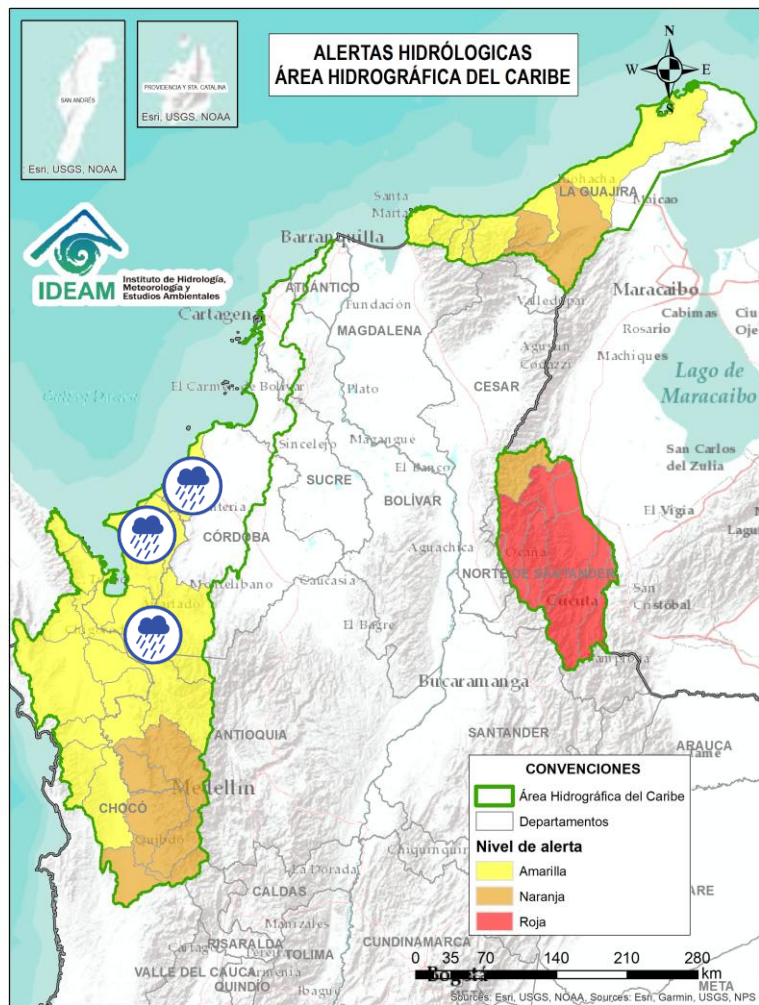 ALERTAS HIDRÓLOGICAS
ÁREA HIDROGRÁFICA DEL CARIBE
SAN ANDRÉS
Esri, USGS, NOAA
PROVIDENCIA Y STA. CATALINA
Esri, USGS, NOAA
N
W
E
S
IDEAM
Instituto de Hidrología,
Meteorología y
Estudios Ambientales
LA GUAJIRA
Maicao
Santa
Marta
Barranquilla
ATLÁNTICO
Cartagena
Fundación
MAGDALENA
Valledupar
Maracaibo
Cabimas
Rosario
Machiques
Agustín
Codazzi
CESAR
Lago de
Maracaibo
El Carmen de Bolívar
Plato
Sincelejo
Magangue
SUCRE
El Banco
BOLÍVAR
San Carlos
del Zulia
El Vigía
CÓRDOBA
Montelibano
Caucasia
Aguachica
Ocaña
NORTE DE SANTANDER
Cúcuta
San
Cristóbal
El Bagre
Pamplona
Bucaramanga
ANTIOQUIA
SANTANDER
ARAUCA
Medellín
CHOCÓ
Quibdó
La Dorada
CALDAS
Manizales
RISARALDA
TOLIMA
CUNDINAMARCA
VALLE DEL CAUCA
Armenia
QUINDÍO
Ibagué
Bogotá
META
CONVENCIONES
Área Hidrográfica del Caribe
Departamentos
Nivel de alerta
Amarilla
Naranja
Roja
0 35 70 140 210 280
km
Sources: Esri, USGS, NOAA, Sources: Esri, Garmin, USGS, NPS